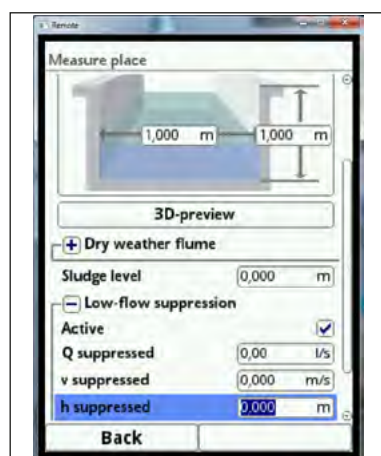 Remote
Measure place
1,000 m 1,000 m
3D-preview
Dry weather flume
Sludge level 0,000 m
Low-flow suppression
Active
Q suppressed 0,00 l/s
v suppressed 0,000 m/s
h suppressed 0,000 m
Back